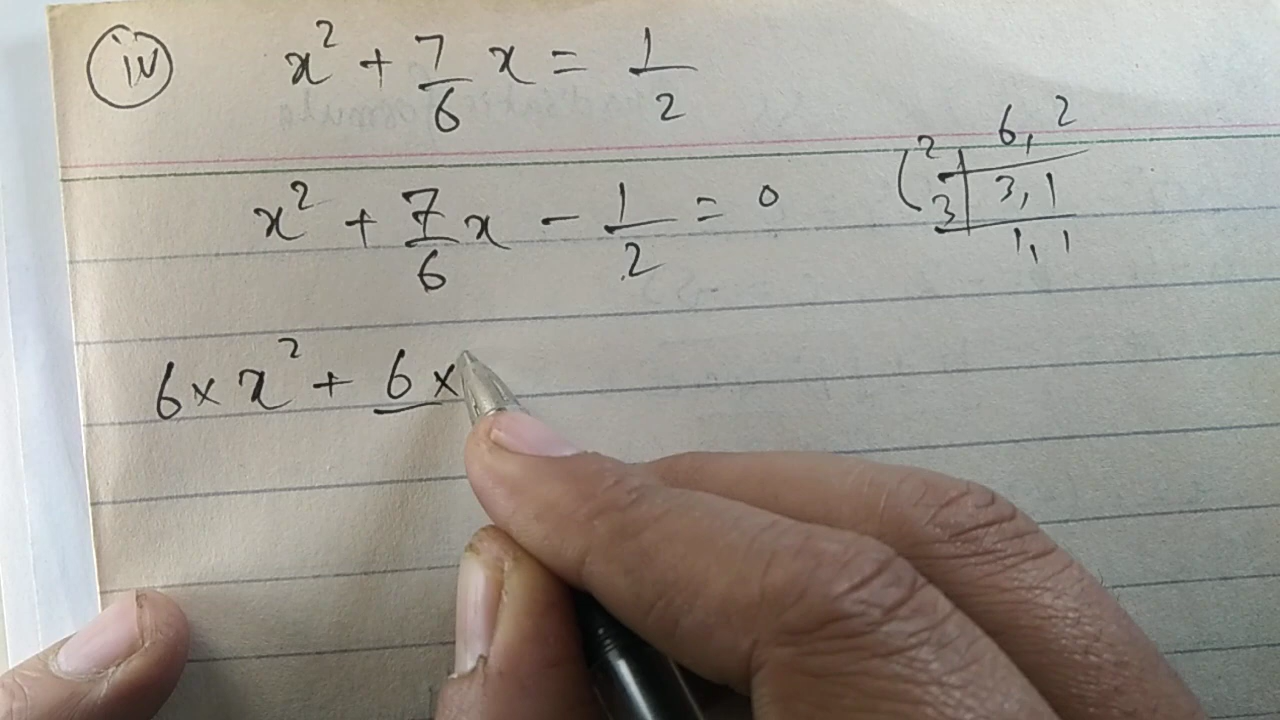 (iv) x² + 7/6 x = 1/2
x² + 7/6 x - 1/2 = 0
2 | 6, 2
3 | 3, 1
1, 1
6 × x² + 6 ×